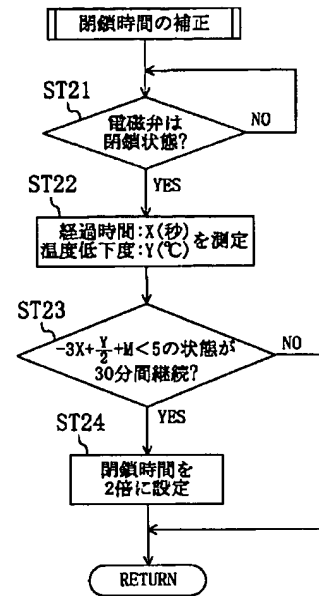 閉鎖時間の補正
ST21
電磁弁は
閉鎖状態?
NO
YES
ST22
経過時間:X(秒)
温度低下度:Y(℃)
を測定
ST23
-3X+Y/2+M<5の状態が
30分間継続?
NO
YES
ST24
閉鎖時間を
2倍に設定
RETURN